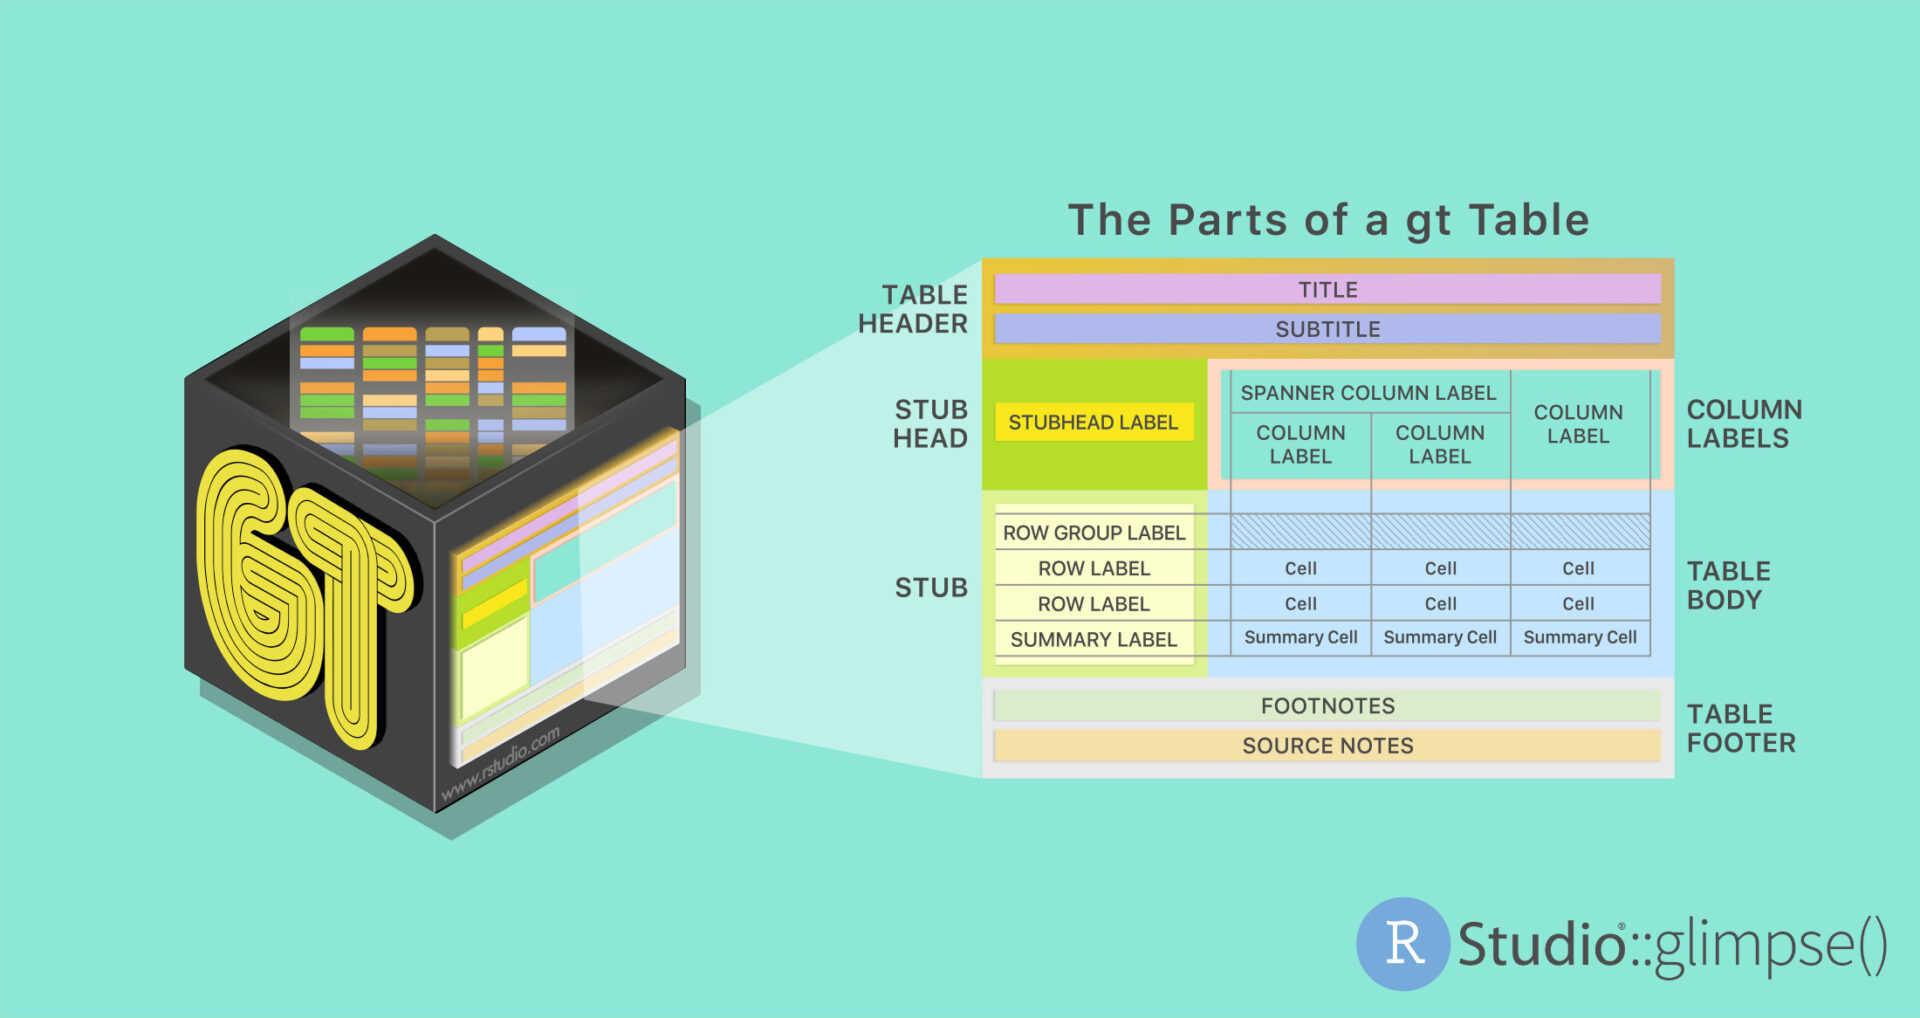 The Parts of a gt Table
TABLE
HEADER
TITLE
SUBTITLE
STUB
HEAD
STUBHEAD LABEL
SPANNER COLUMN LABEL
COLUMN
LABEL
COLUMN
LABEL
COLUMN
LABEL
COLUMN
LABELS
STUB
ROW GROUP LABEL
ROW LABEL Cell Cell Cell
ROW LABEL Cell Cell Cell
SUMMARY LABEL Summary Cell Summary Cell Summary Cell
TABLE
BODY
FOOTNOTES
SOURCE NOTES
TABLE
FOOTER
GT
www.rstudio.com
R Studio®::glimpse()